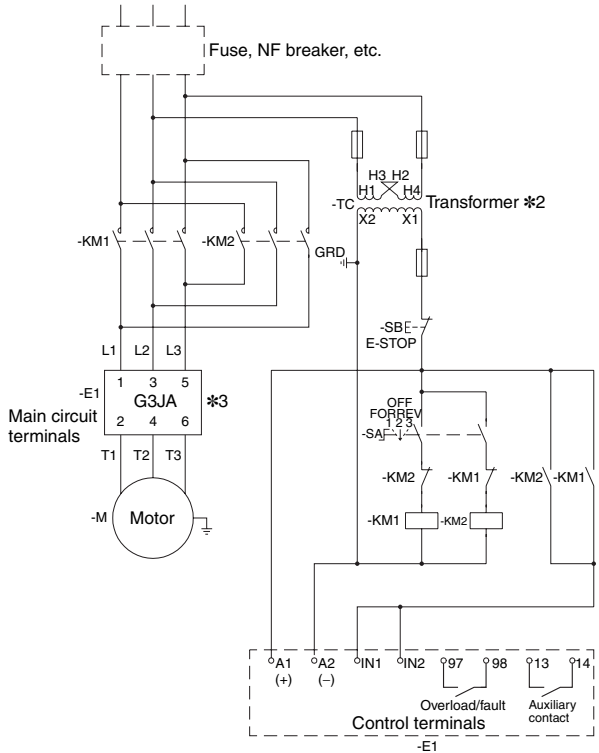 Fuse, NF breaker, etc.
H3 H2
H1 H4
-TC
Transformer ✻2
X2 X1
-KM1
-KM2
GRD
-SB
E-STOP
L1 L2 L3
1 3 5
-E1
G3JA
✻3
Main circuit
terminals
2 4 6
OFF
FORREV
1 2 3
-SA
T1 T2 T3
-KM2 -KM1 -KM2 -KM1
-M
Motor
-KM1 -KM2
A1 A2 IN1 IN2 97 98 13 14
(+) (−)
Overload/fault
Auxiliary
contact
Control terminals
-E1